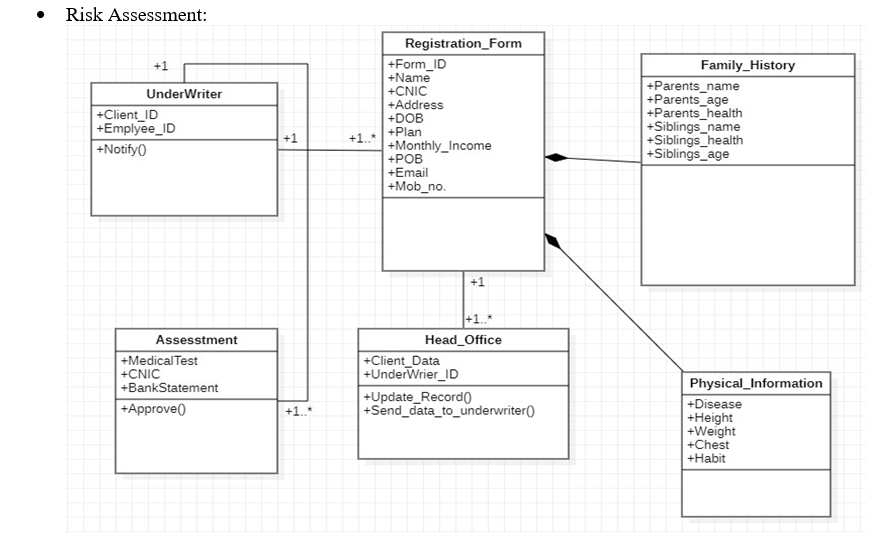 • Risk Assessment:
Registration_Form
+Form_ID
+Name
+CNIC
+Address
+DOB
+Plan
+Monthly_Income
+POB
+Email
+Mob_no.
Family_History
+Parents_name
+Parents_age
+Parents_health
+Siblings_name
+Siblings_health
+Siblings_age
+1
UnderWriter
+Client_ID
+Emplyee_ID
+Notify()
+1
+1..*
+1
+1..*
Assesstment
+MedicalTest
+CNIC
+BankStatement
+Approve()
+1..*
Head_Office
+Client_Data
+UnderWrier_ID
+Update_Record()
+Send_data_to_underwriter()
Physical_Information
+Disease
+Height
+Weight
+Chest
+Habit